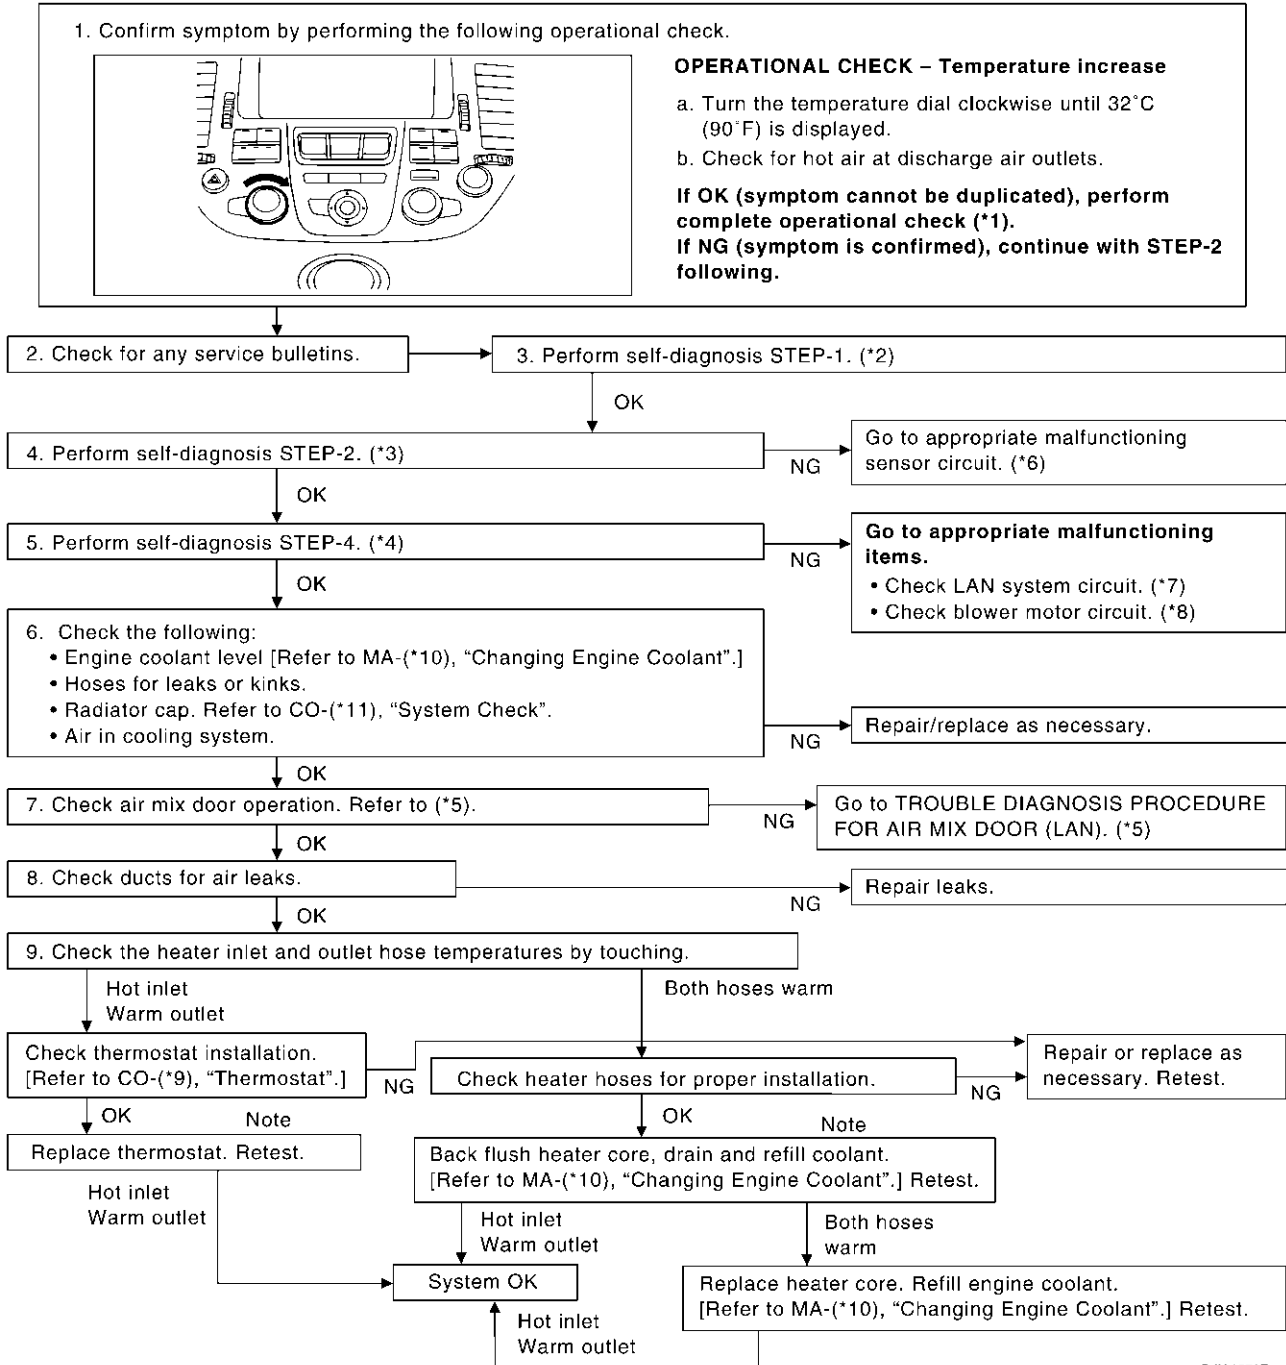 1. Confirm symptom by performing the following operational check.
OPERATIONAL CHECK – Temperature increase
a. Turn the temperature dial clockwise until 32˚C
(90˚F) is displayed.
b. Check for hot air at discharge air outlets.
If OK (symptom cannot be duplicated), perform
complete operational check (*1).
If NG (symptom is confirmed), continue with STEP-2
following.
2. Check for any service bulletins.
3. Perform self-diagnosis STEP-1. (*2)
OK
4. Perform self-diagnosis STEP-2. (*3)
NG
Go to appropriate malfunctioning
sensor circuit. (*6)
OK
5. Perform self-diagnosis STEP-4. (*4)
NG
Go to appropriate malfunctioning
items.
• Check LAN system circuit. (*7)
• Check blower motor circuit. (*8)
OK
6. Check the following:
• Engine coolant level [Refer to MA-(*10), “Changing Engine Coolant”.]
• Hoses for leaks or kinks.
• Radiator cap. Refer to CO-(*11), “System Check”.
• Air in cooling system.
NG
Repair/replace as necessary.
OK
7. Check air mix door operation. Refer to (*5).
NG
Go to TROUBLE DIAGNOSIS PROCEDURE
FOR AIR MIX DOOR (LAN). (*5)
OK
8. Check ducts for air leaks.
NG
Repair leaks.
OK
9. Check the heater inlet and outlet hose temperatures by touching.
Hot inlet
Warm outlet
Both hoses warm
Check thermostat installation.
[Refer to CO-(*9), “Thermostat”.]
NG
Check heater hoses for proper installation.
NG
Repair or replace as
necessary. Retest.
OK
Note
OK
Note
Replace thermostat. Retest.
Back flush heater core, drain and refill coolant.
[Refer to MA-(*10), “Changing Engine Coolant”.] Retest.
Hot inlet
Warm outlet
Hot inlet
Warm outlet
Both hoses
warm
System OK
Replace heater core. Refill engine coolant.
[Refer to MA-(*10), “Changing Engine Coolant”.] Retest.
Hot inlet
Warm outlet